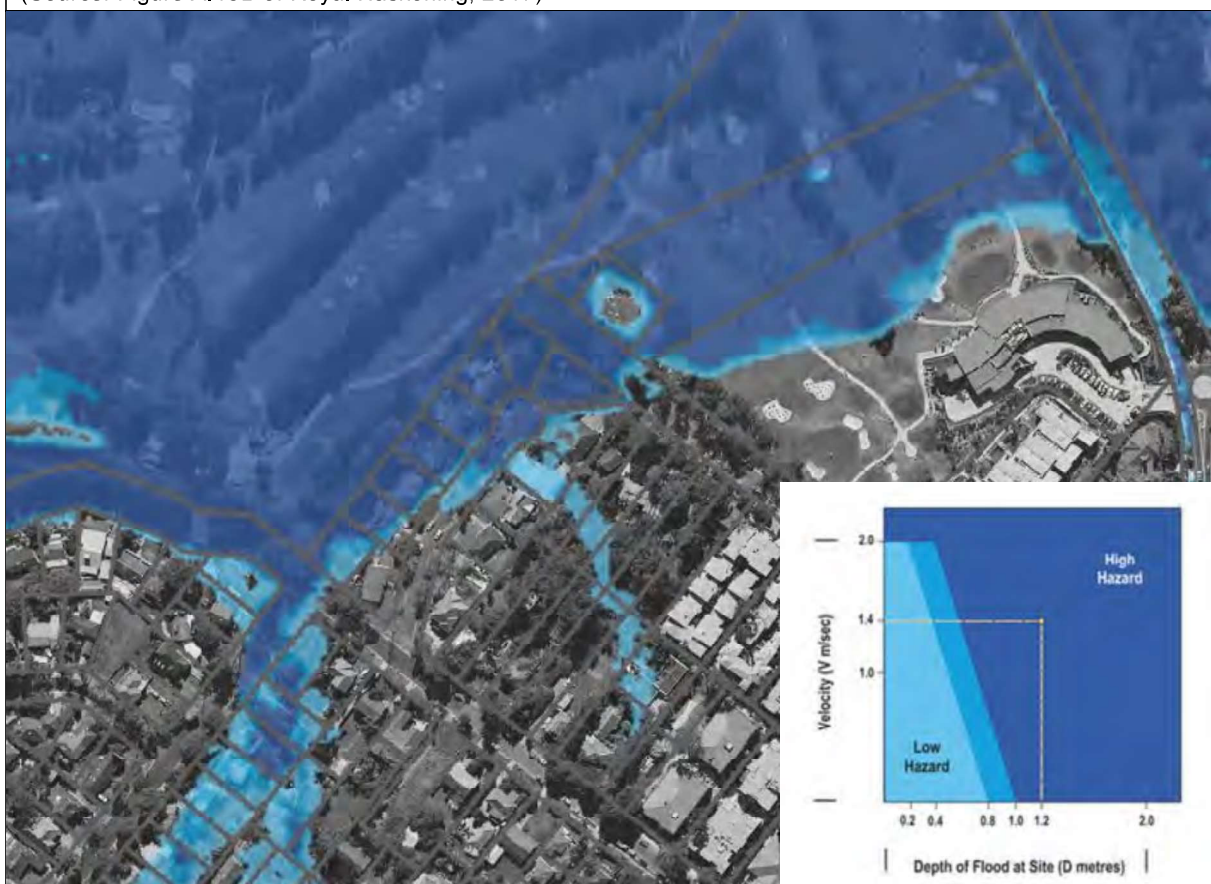 High
Hazard
Low
Hazard
Velocity (V m/sec)
2.0
1.4
1.0
0.2 0.4 0.8 1.0 1.2 2.0
Depth of Flood at Site (D metres)